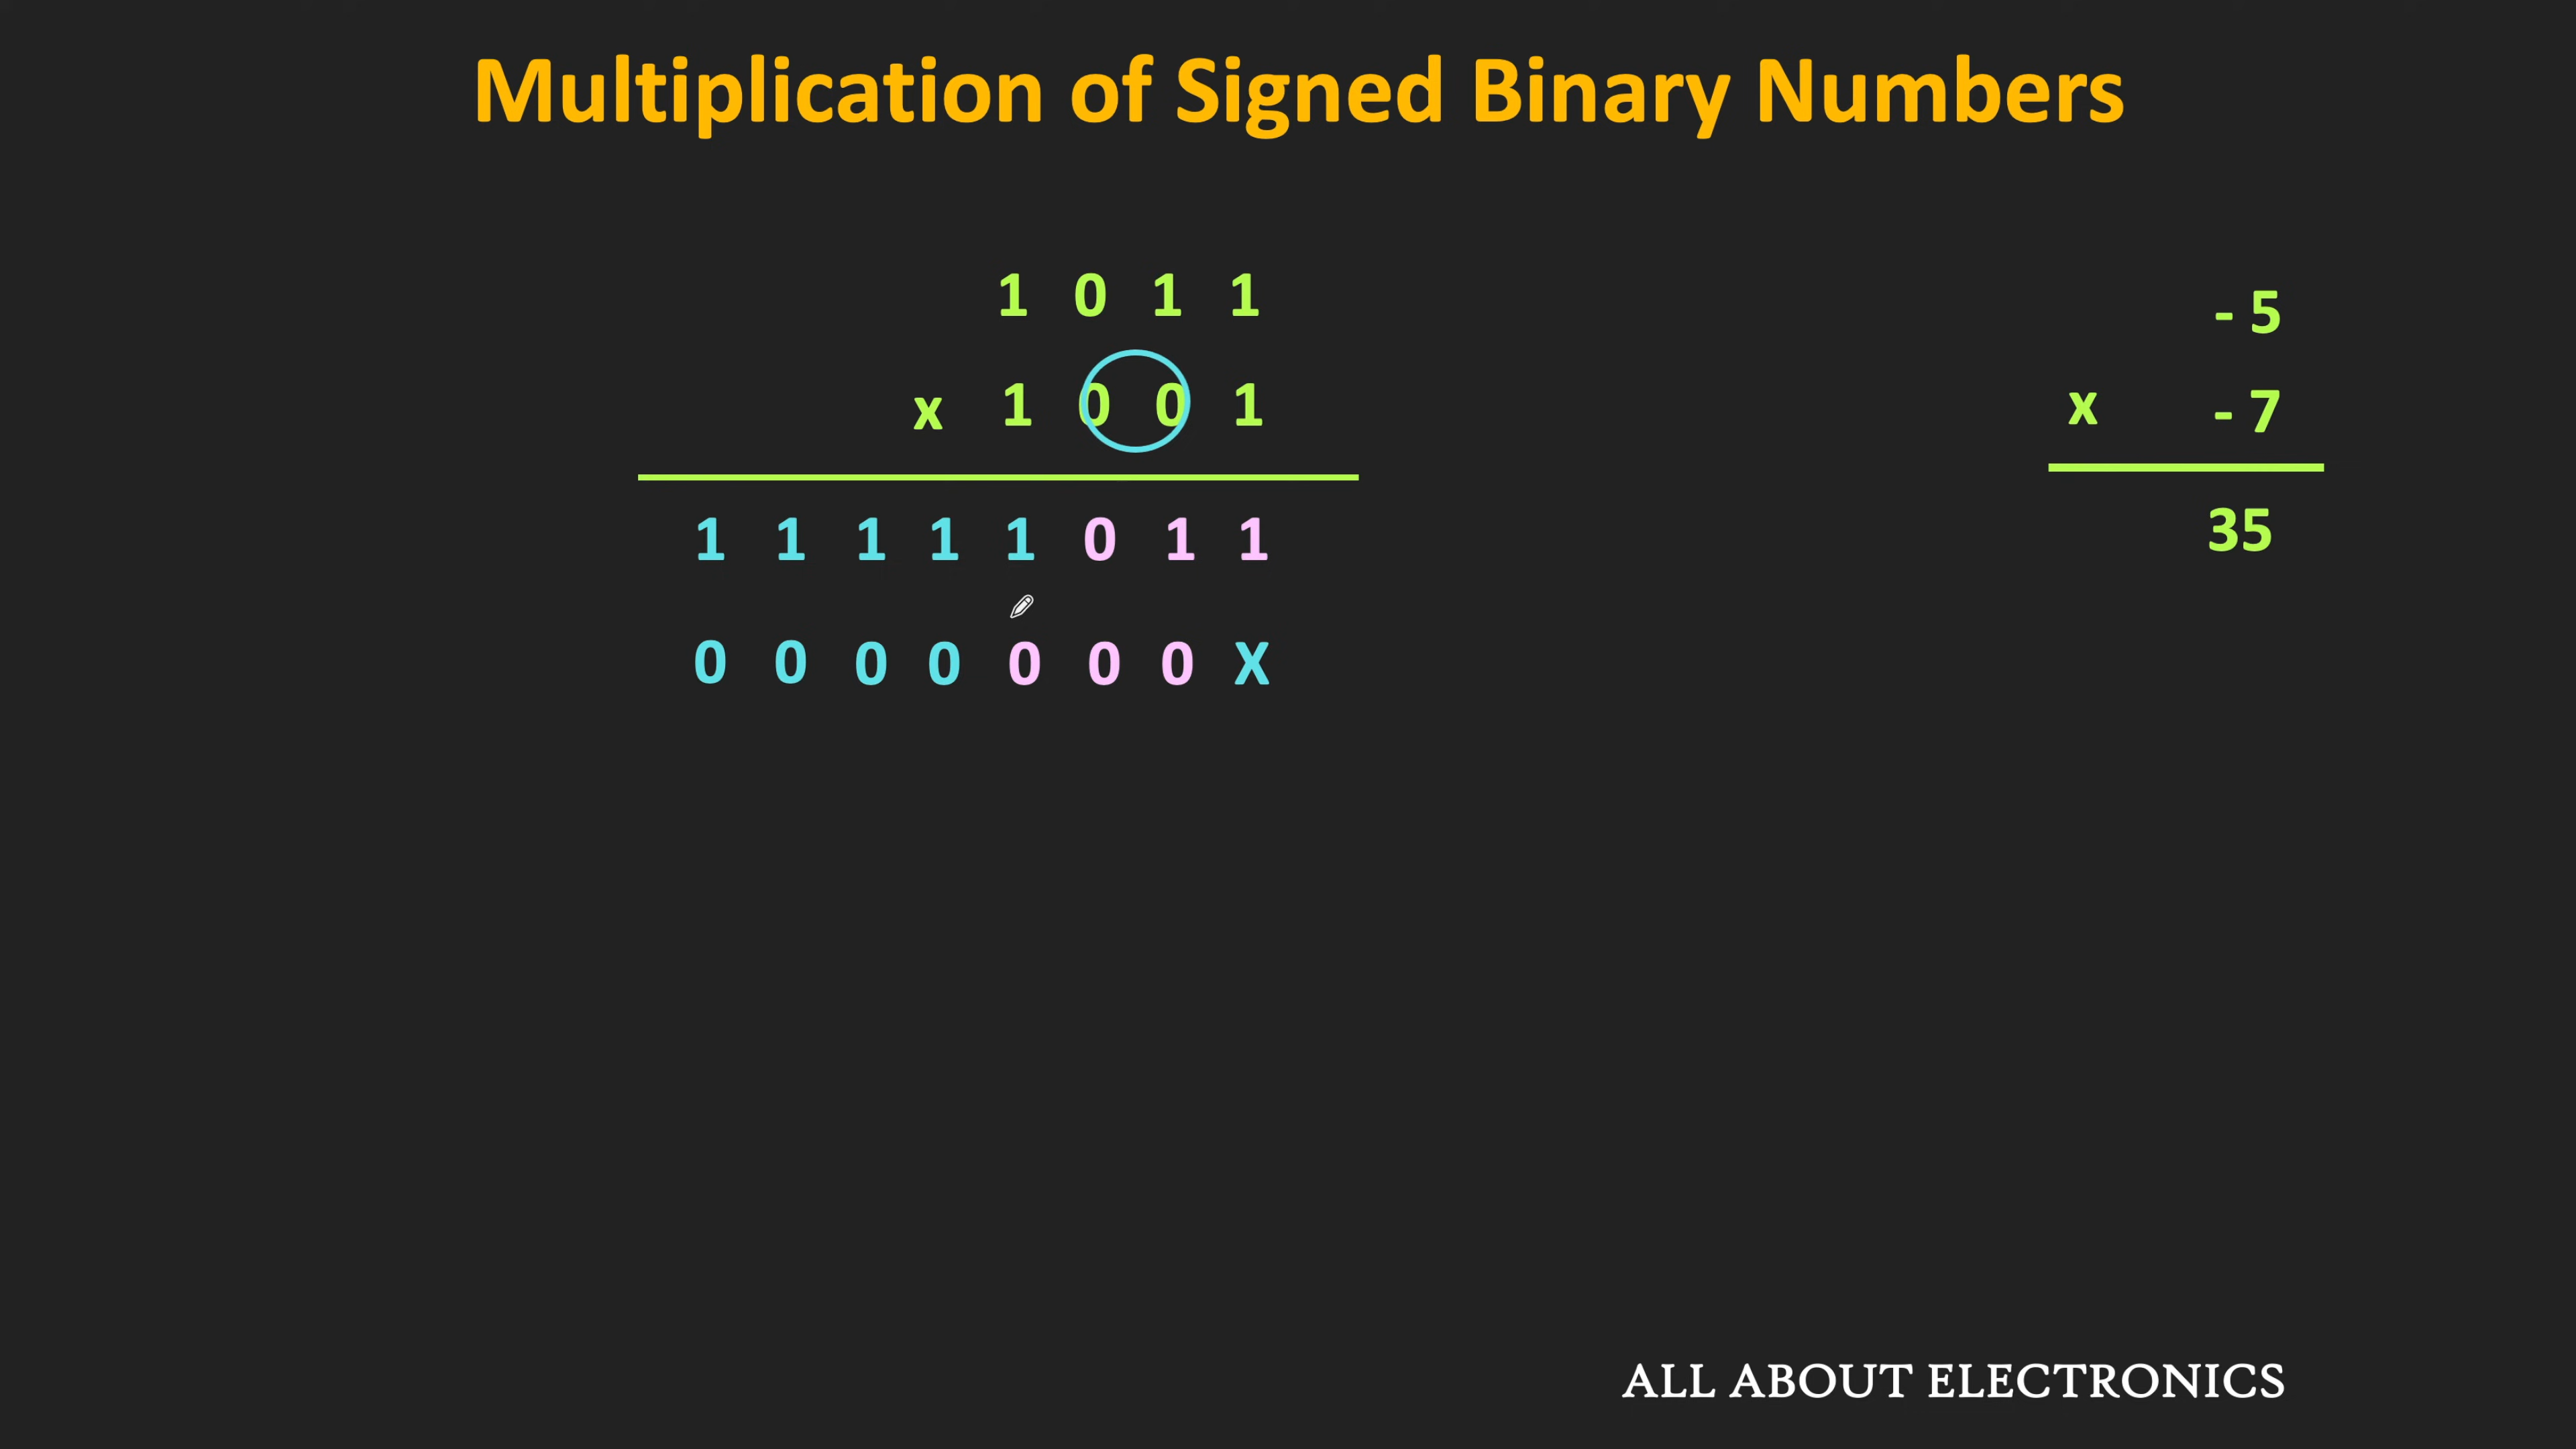 Multiplication of Signed Binary Numbers
1 0 1 1
x 1 0 0 1
1 1 1 1 1 0 1 1
0 0 0 0 0 0 0 X
- 5
x - 7
35
ALL ABOUT ELECTRONICS